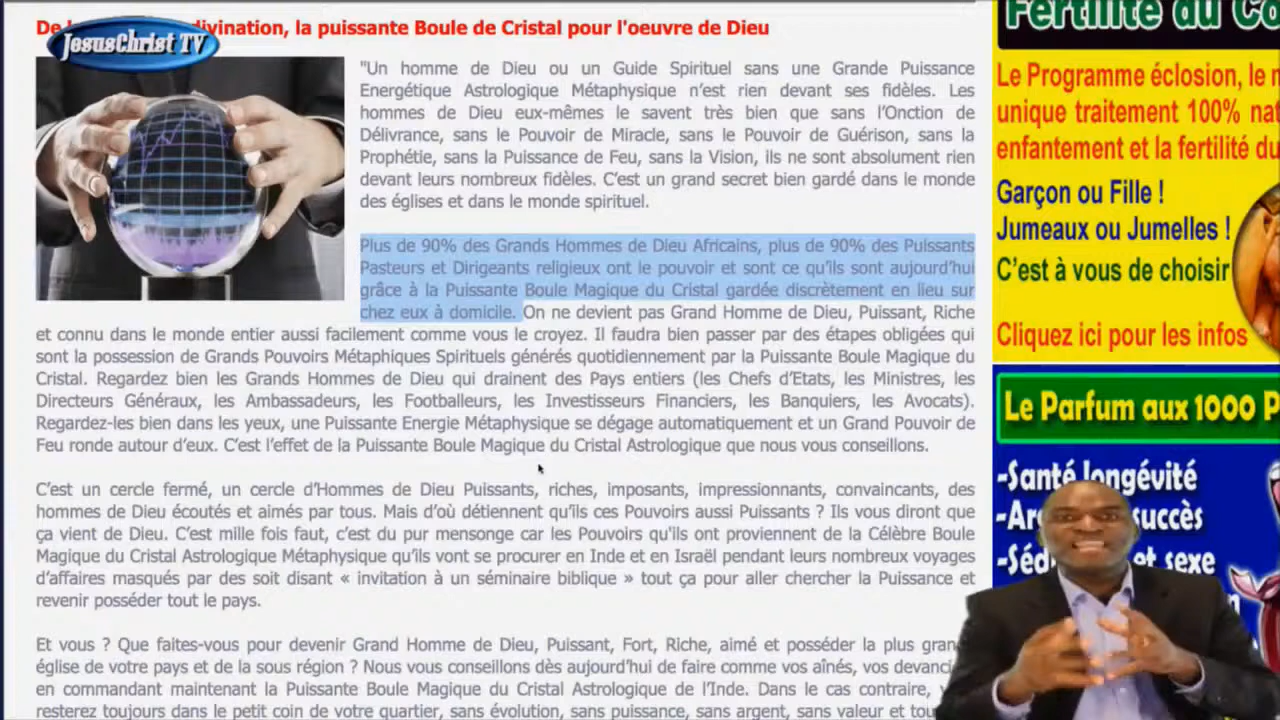 De la divination, la puissante Boule de Cristal pour l'oeuvre de Dieu
JesusChrist TV
"Un homme de Dieu ou un Guide Spirituel sans une Grande Puissance
Energétique Astrologique Métaphysique n'est rien devant ses fidèles. Les
hommes de Dieu eux-mêmes le savent très bien que sans l'Onction de
Délivrance, sans le Pouvoir de Miracle, sans le Pouvoir de Guérison, sans la
Prophétie, sans la Puissance de Feu, sans la Vision, ils ne sont absolument rien
devant leurs nombreux fidèles. C'est un grand secret bien gardé dans le monde
des églises et dans le monde spirituel.
Plus de 90% des Grands Hommes de Dieu Africains, plus de 90% des Puissants
Pasteurs et Dirigeants religieux ont le pouvoir et sont ce qu'ils sont aujourd'hui
grâce à la Puissante Boule Magique du Cristal gardée discrètement en lieu sur
chez eux à domicile. On ne devient pas Grand Homme de Dieu, Puissant, Riche
et connu dans le monde entier aussi facilement comme vous le croyez. Il faudra bien passer par des étapes obligées qui
sont la possession de Grands Pouvoirs Métaphiques Spirituels générés quotidiennement par la Puissante Boule Magique du
Cristal. Regardez bien les Grands Hommes de Dieu qui drainent des Pays entiers (les Chefs d'Etats, les Ministres, les
Directeurs Généraux, les Ambassadeurs, les Footballeurs, les Investisseurs Financiers, les Banquiers, les Avocats).
Regardez-les bien dans les yeux, une Puissante Energie Métaphysique se dégage automatiquement et un Grand Pouvoir de
Feu ronde autour d'eux. C'est l'effet de la Puissante Boule Magique du Cristal Astrologique que nous vous conseillons.
C'est un cercle fermé, un cercle d'Hommes de Dieu Puissants, riches, imposants, impressionnants, convaincants, des
hommes de Dieu écoutés et aimés par tous. Mais d'où détiennent qu'ils ces Pouvoirs aussi Puissants ? Ils vous diront que
ça vient de Dieu. C'est mille fois faut, c'est du pur mensonge car les Pouvoirs qu'ils ont proviennent de la Célèbre Boule
Magique du Cristal Astrologique Métaphysique qu'ils vont se procurer en Inde et en Israël pendant leurs nombreux voyages
d'affaires masqués par des soit disant « invitation à un séminaire biblique » tout ça pour aller chercher la Puissance et
revenir posséder tout le pays.
Et vous ? Que faites-vous pour devenir Grand Homme de Dieu, Puissant, Fort, Riche, aimé et posséder la plus gran
église de votre pays et de la sous région ? Nous vous conseillons dès aujourd'hui de faire comme vos aînés, vos devanci
en commandant maintenant la Puissante Boule Magique du Cristal Astrologique de l'Inde. Dans le cas contraire,
resterez toujours dans le petit coin de votre quartier, sans évolution, sans puissance, sans argent, sans valeur et tou
Fertilité du Co
Le Programme éclosion, le
unique traitement 100% nat
enfantement et la fertilité du
Garçon ou Fille !
Jumeaux ou Jumelles !
C'est à vous de choisir
Cliquez ici pour les infos
Le Parfum aux 1000 P
-Santé longévité
succès
et sexe